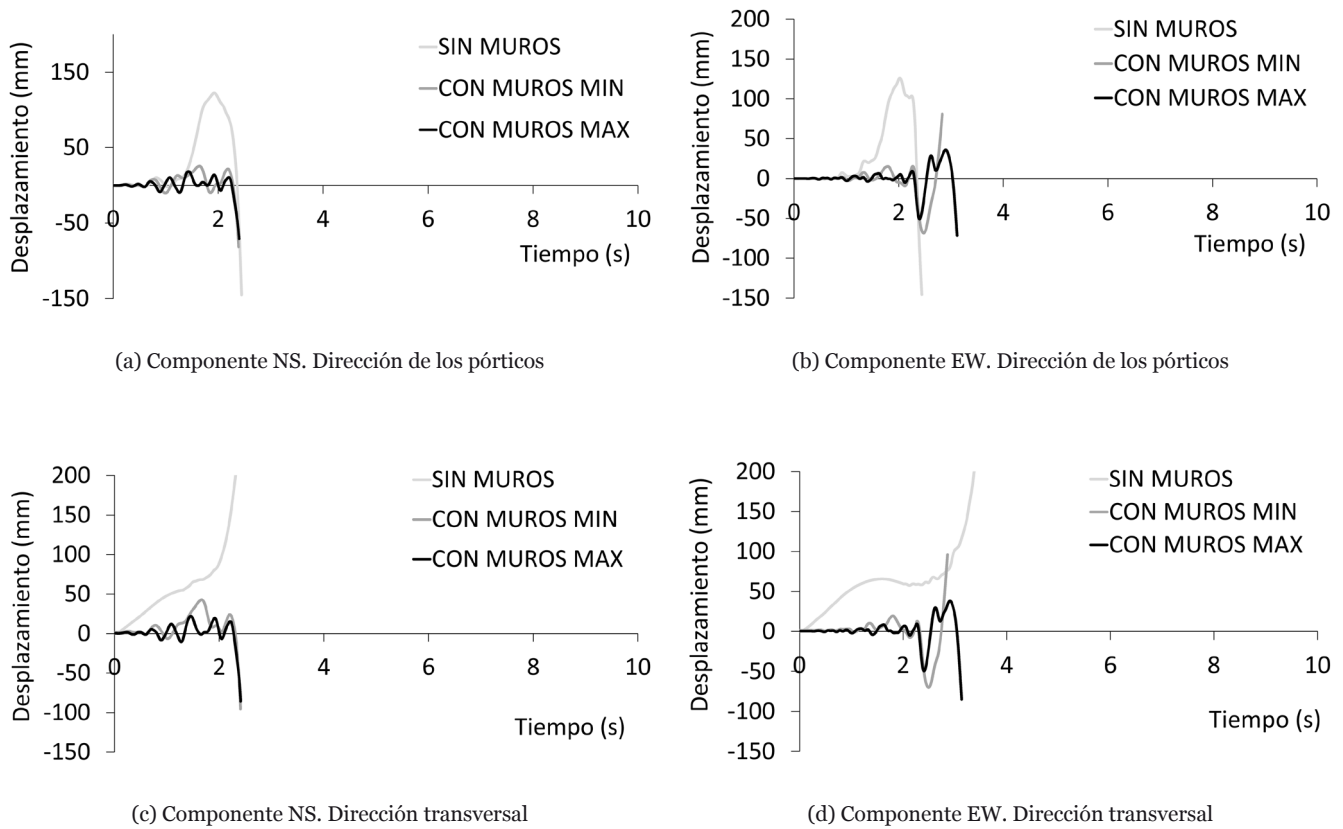 Desplazamiento (mm)
150
50
-50
-150
0
2
4
6
8
10
Tiempo (s)
SIN MUROS
CON MUROS MIN
CON MUROS MAX
(a) Componente NS. Dirección de los pórticos
Desplazamiento (mm)
200
150
100
50
0
-50
-100
-150
0
2
4
6
8
10
Tiempo (s)
SIN MUROS
CON MUROS MIN
CON MUROS MAX
(b) Componente EW. Dirección de los pórticos
Desplazamiento (mm)
200
150
100
50
0
-50
-100
-150
0
2
4
6
8
10
Tiempo (s)
SIN MUROS
CON MUROS MIN
CON MUROS MAX
(c) Componente NS. Dirección transversal
Desplazamiento (mm)
200
150
100
50
0
-50
-100
-150
0
2
4
6
8
10
Tiempo (s)
SIN MUROS
CON MUROS MIN
CON MUROS MAX
(d) Componente EW. Dirección transversal